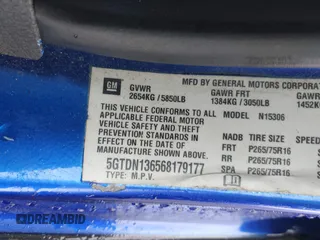 MFD BY GENERAL MOTORS CORPORAT
GM GVWR GAWR FRT GAWR
2654KG/5850LB 1384KG/3050LB 1452K
THIS VEHICLE CONFORMS TO ALL MODEL N15306
APPLICABLE FEDERAL MOTOR
VEHICLE SAFETY AND THEFT
PREVENTION STANDARDS IN NAB TIRE SIZE SPEED
EFFECT ON THE DATE OF FRT P265/75R16 S
MANUFACTURE SHOWN ABOVE. RR P265/75R16 S
5GTDN136568179177 SPA P265/75R16 S
TYPE: M.P.V.
DREAMBID